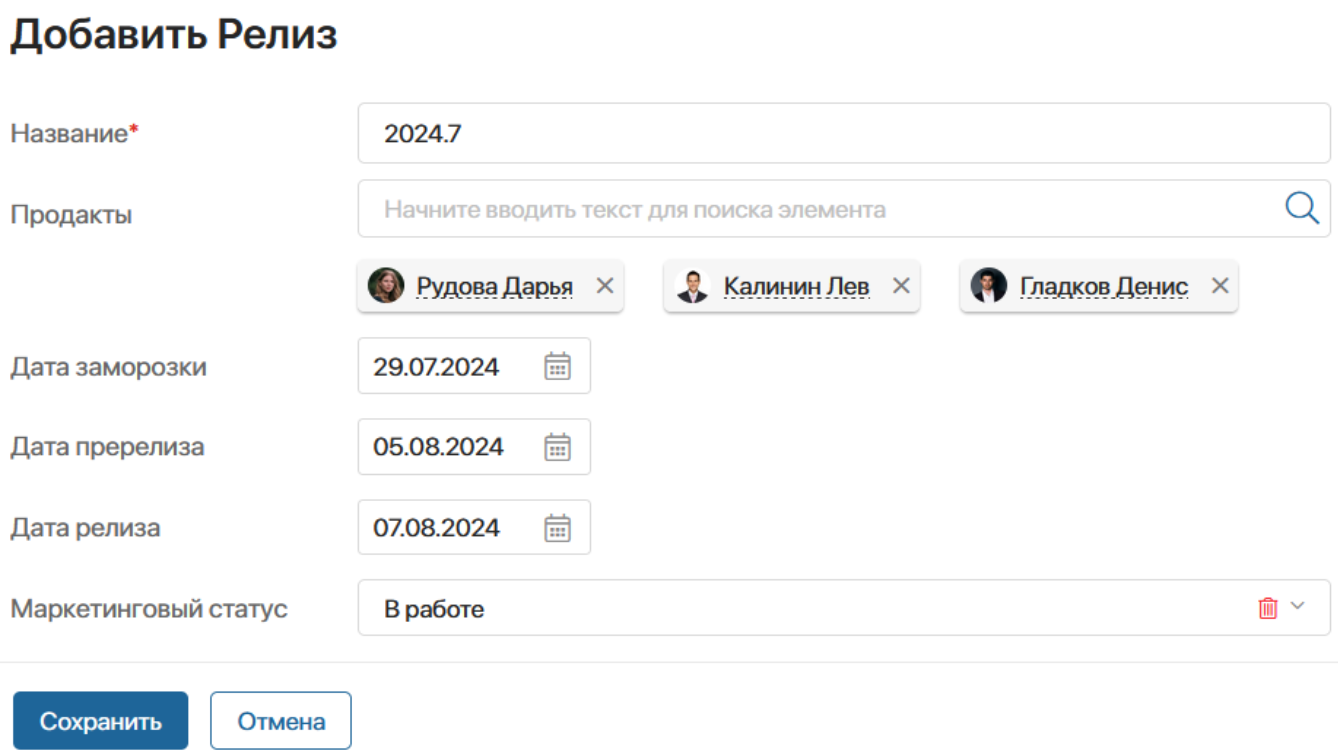 Добавить Релиз
Название* 2024.7
Продакты Начните вводить текст для поиска элемента
Рудова Дарья Калинин Лев Гладков Денис
Дата заморозки 29.07.2024
Дата пререлиза 05.08.2024
Дата релиза 07.08.2024
Маркетинговый статус В работе
Сохранить Отмена